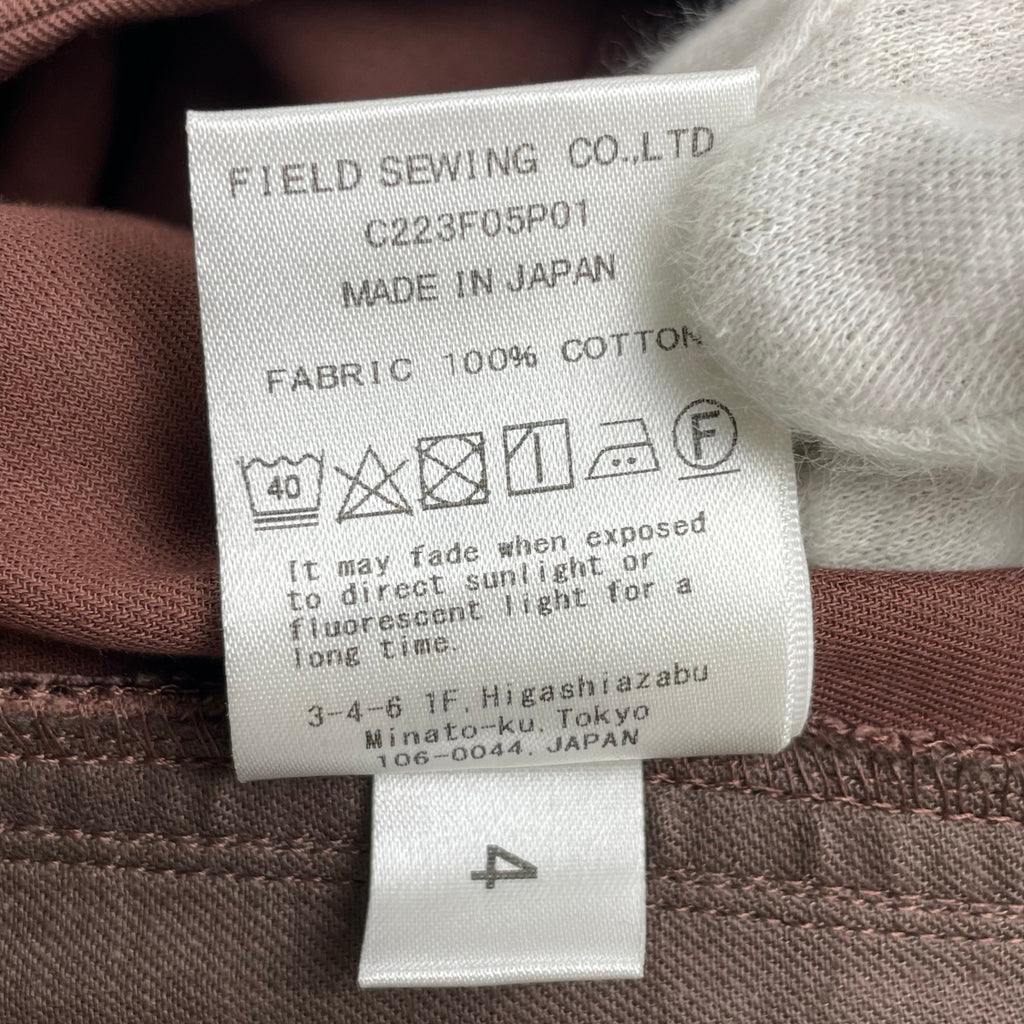 FIELD SEWING CO.,LTD
C223F05P01
MADE IN JAPAN
FABRIC 100% COTTON
40
F
It may fade when exposed
to direct sunlight or
fluorescent light for a
long time.
3-4-6 1F, Higashiazabu
Minato-ku, Tokyo
106-0044, JAPAN
4